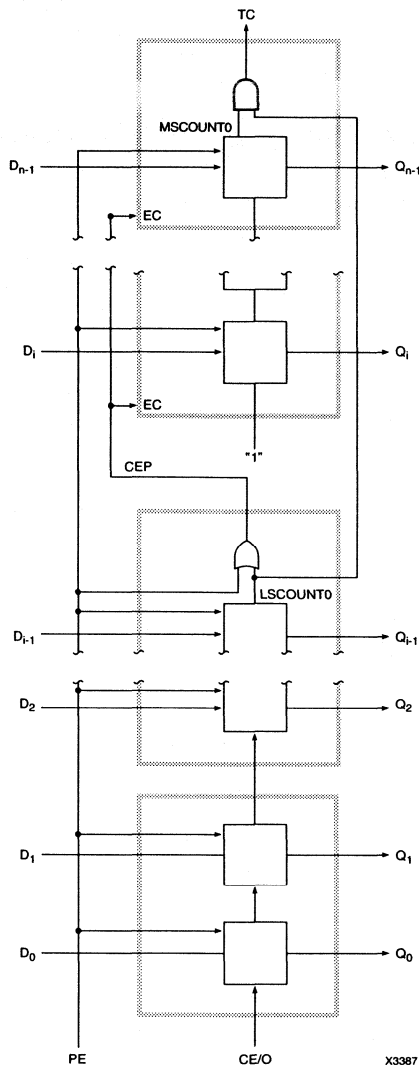 TC
MSCOUNT0
Dn-1
Qn-1
EC
Di
Qi
EC
CEP
"1"
LSCOUNT0
Di-1
Qi-1
D2
Q2
D1
Q1
D0
Q0
PE
CE/O
X3387